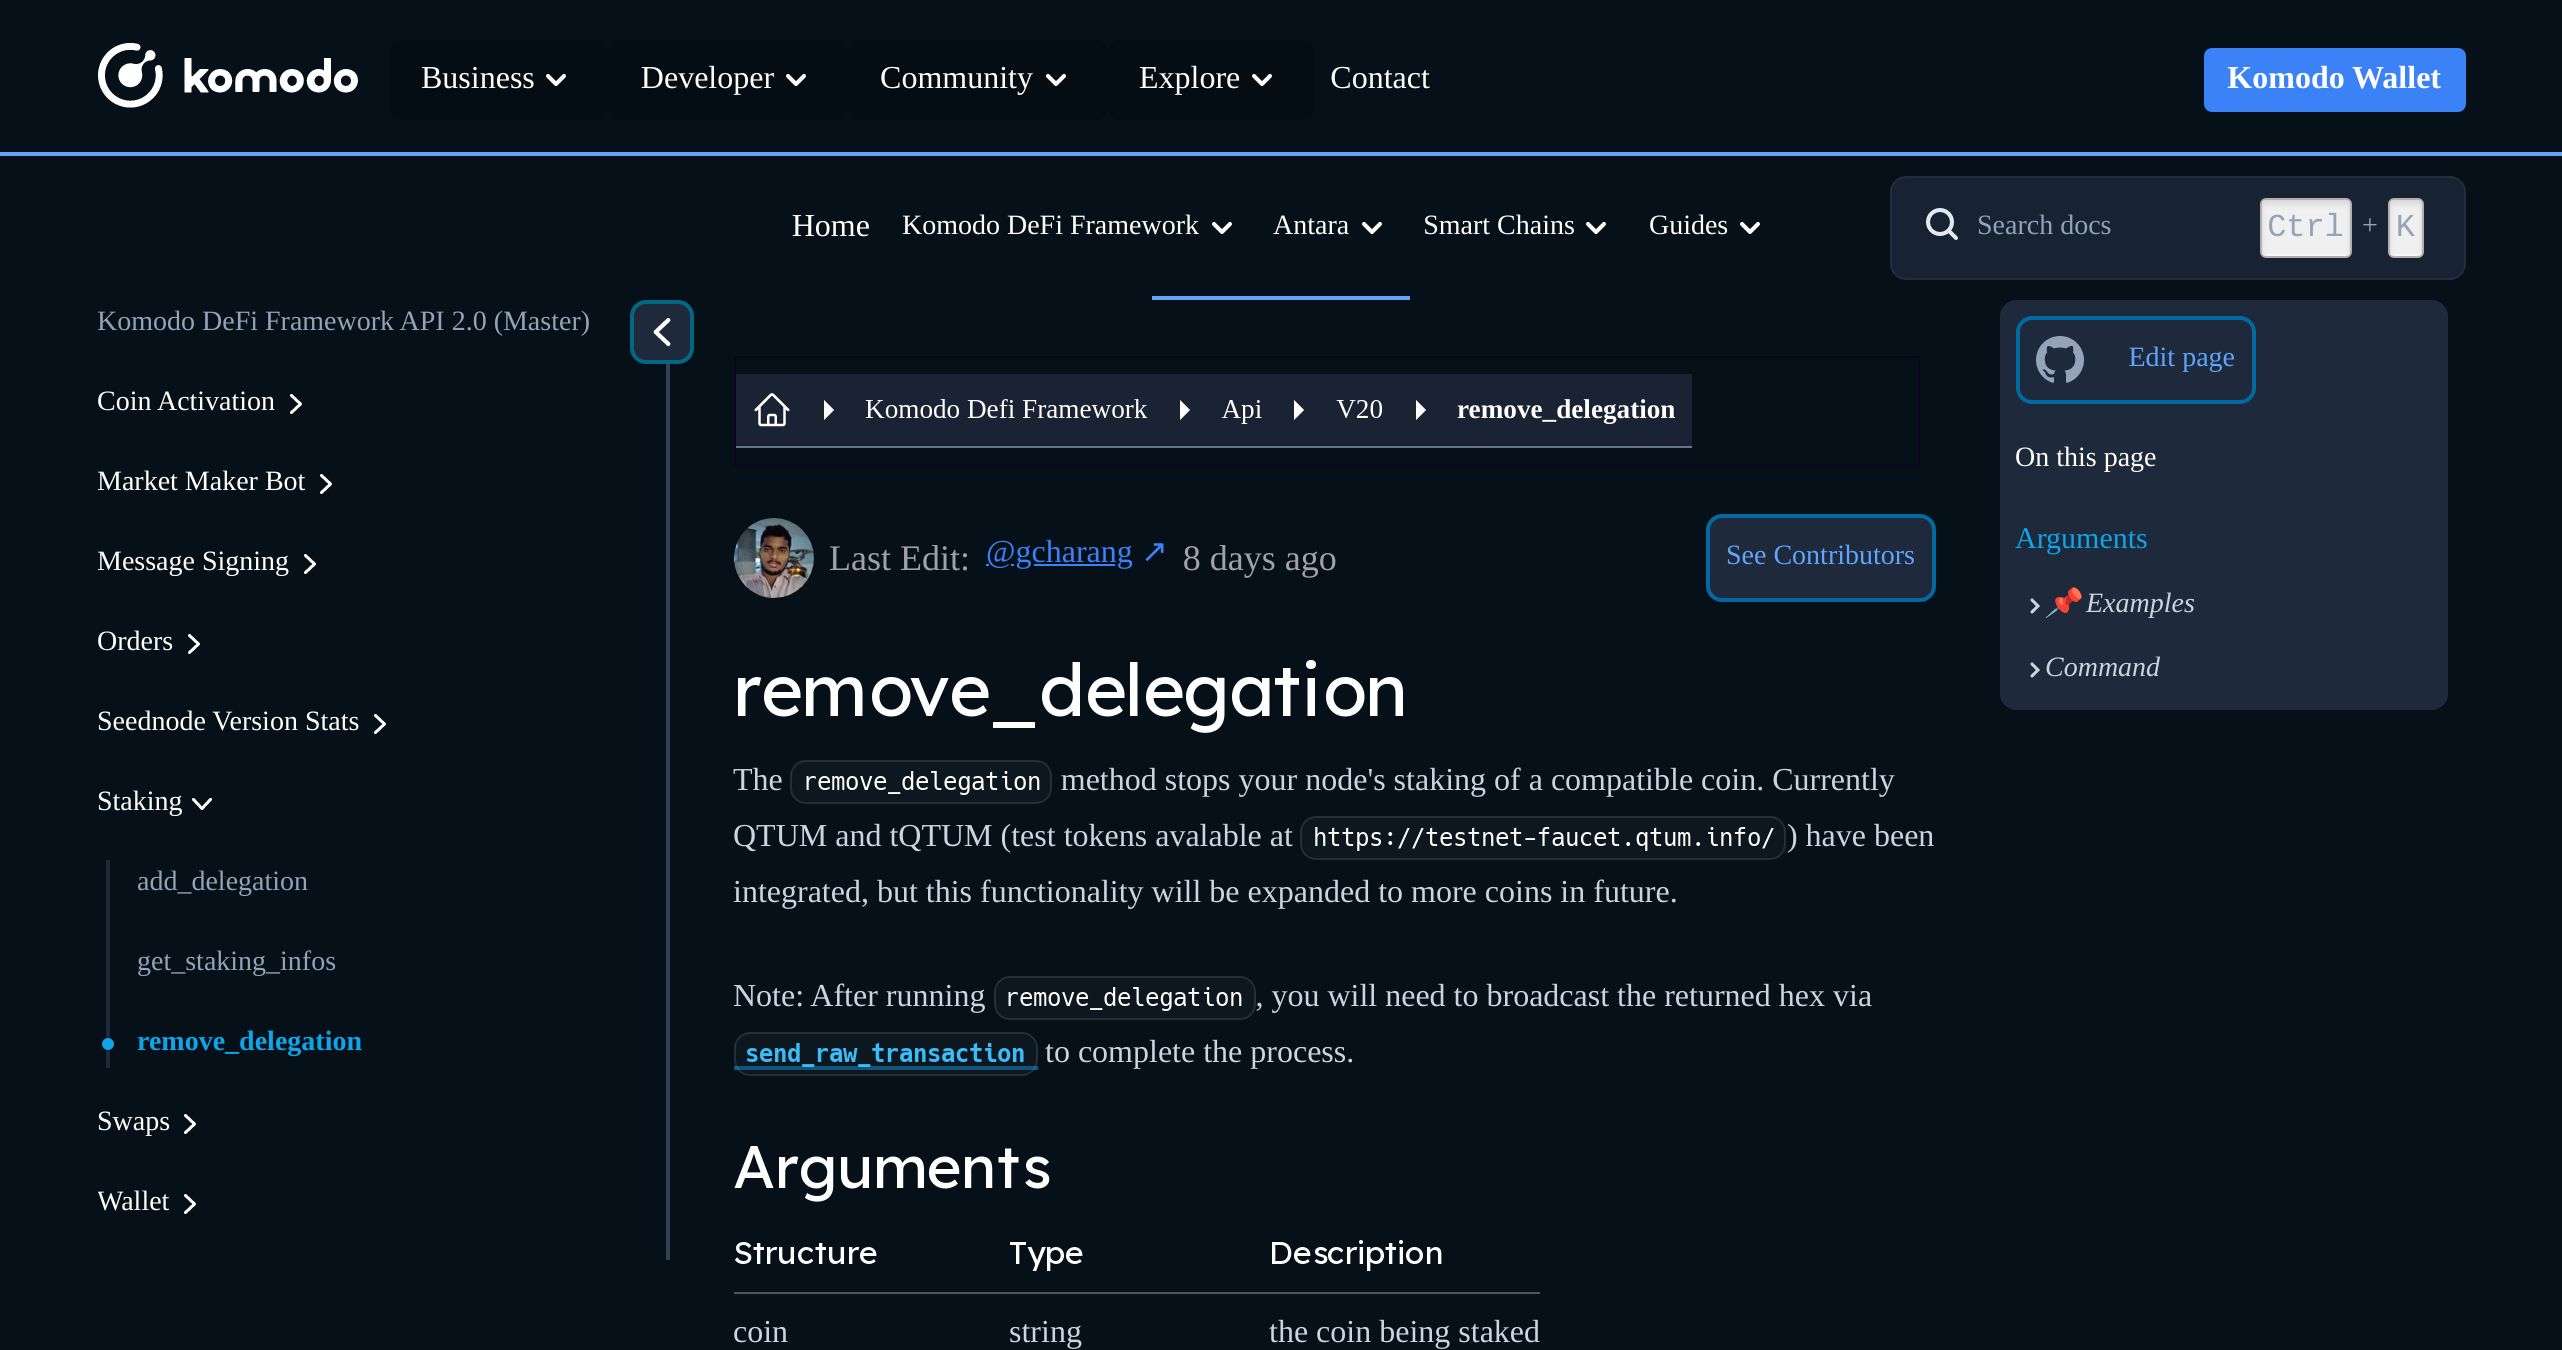 komodo Business Developer Community Explore Contact Komodo Wallet
Home Komodo DeFi Framework Antara Smart Chains Guides Search docs Ctrl + K
Komodo DeFi Framework API 2.0 (Master)
Coin Activation
Market Maker Bot
Message Signing
Orders
Seednode Version Stats
Staking
add_delegation
get_staking_infos
remove_delegation
Swaps
Wallet
Komodo Defi Framework Api V20 remove_delegation
Last Edit: @gcharang 8 days ago See Contributors
remove_delegation
The remove_delegation method stops your node's staking of a compatible coin. Currently
QTUM and tQTUM (test tokens avalable at https://testnet-faucet.qtum.info/) have been
integrated, but this functionality will be expanded to more coins in future.
Note: After running remove_delegation, you will need to broadcast the returned hex via
send_raw_transaction to complete the process.
Arguments
Structure Type Description
coin string the coin being staked
Edit page
On this page
Arguments
Examples
Command